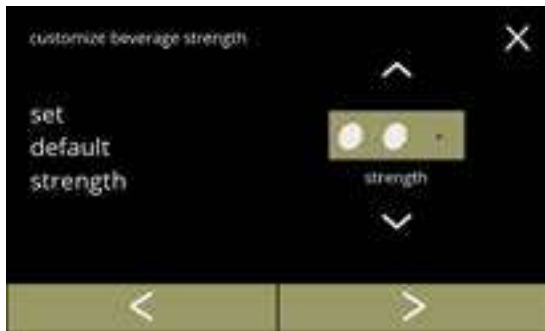 customize beverage strength
set
default
strength
strength